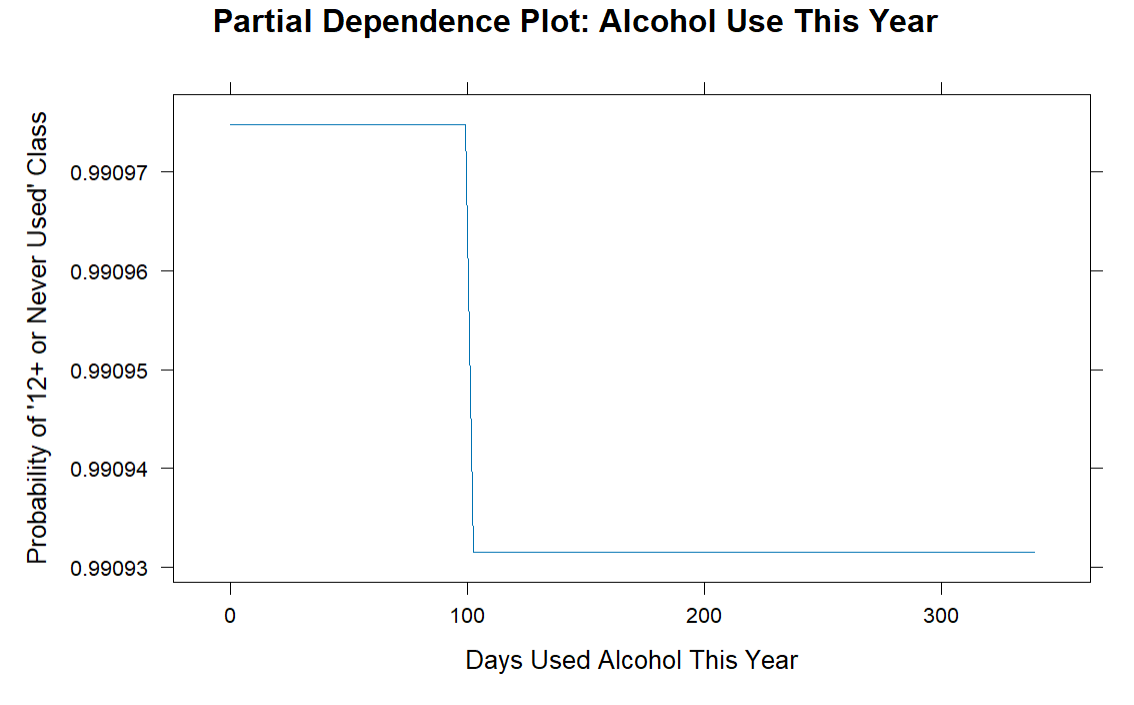 Partial Dependence Plot: Alcohol Use This Year
Probability of '12+ or Never Used' Class
0.99097
0.99096
0.99095
0.99094
0.99093
0 100 200 300
Days Used Alcohol This Year